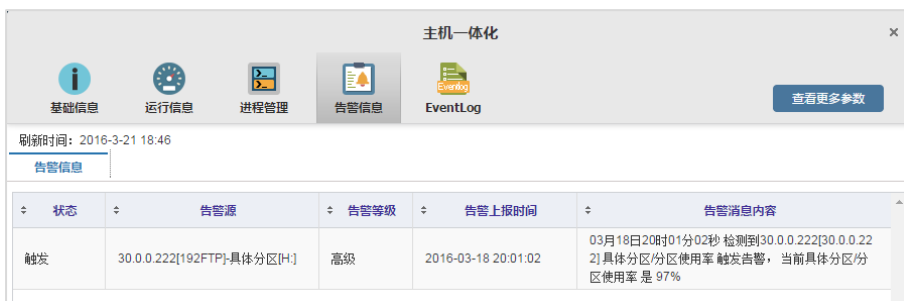 主机一体化
×
基础信息 运行信息 进程管理 告警信息 Eventlog EventLog 查看更多参数
刷新时间：2016-3-21 18:46
告警信息
状态 告警源 告警等级 告警上报时间 告警消息内容
触发 30.0.0.222[192FTP]-具体分区[H:] 高级 2016-03-18 20:01:02
03月18日20时01分02秒 检测到30.0.0.222[30.0.0.22
2] 具体分区/分区使用率 触发告警， 当前具体分区/分
区使用率 是 97%